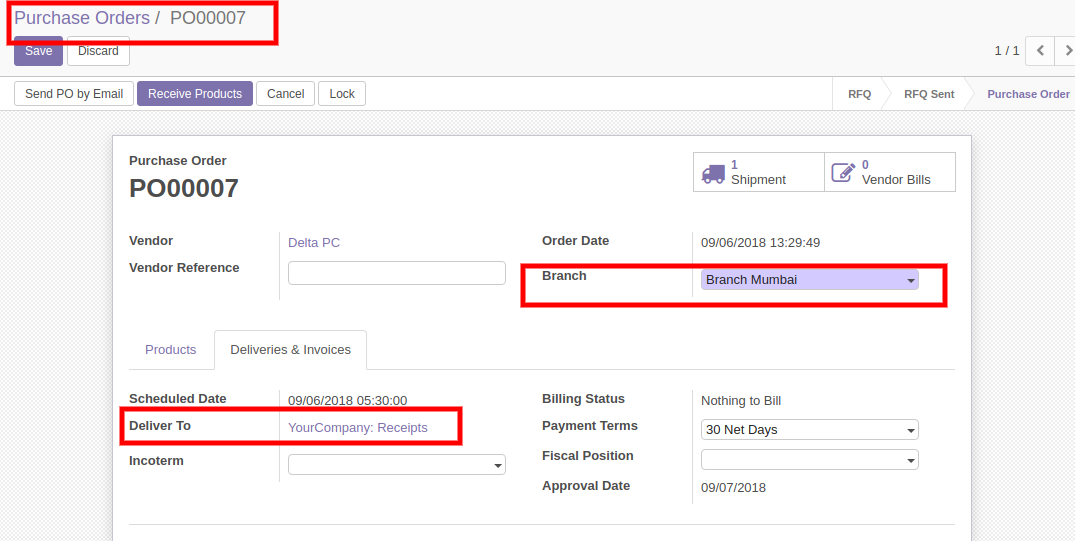 Purchase Orders / PO00007
Save Discard
1 / 1
Send PO by Email Receive Products Cancel Lock
RFQ RFQ Sent Purchase Order
Purchase Order
PO00007
1 Shipment
0 Vendor Bills
Vendor Delta PC
Order Date 09/06/2018 13:29:49
Vendor Reference
Branch Branch Mumbai
Products Deliveries & Invoices
Scheduled Date 09/06/2018 05:30:00
Billing Status Nothing to Bill
Deliver To YourCompany: Receipts
Payment Terms 30 Net Days
Incoterm
Fiscal Position
Approval Date 09/07/2018